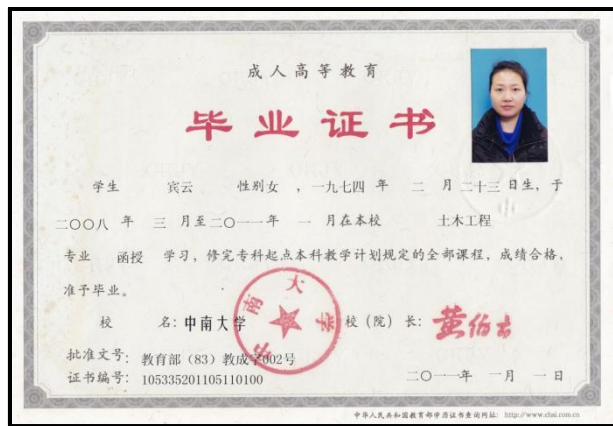 成人高等教育
毕业证书
学生 宾云 性别女 ，一九七四 年 二 月二十三日生，于
二〇〇八 年 三 月至二〇一一年 一 月在本校 土木工程
专业 函授 学习，修完专科起点本科教学计划规定的全部课程，成绩合格，
准予毕业。
校 名：中南大学 校（院）长：黄伯云
中南大学
批准文号：教育部（83）教成字002号
证书编号：105335201105110100 二〇一一年 一月 一日
中华人民共和国教育部学历证书查询网址：http://www.chsi.com.cn